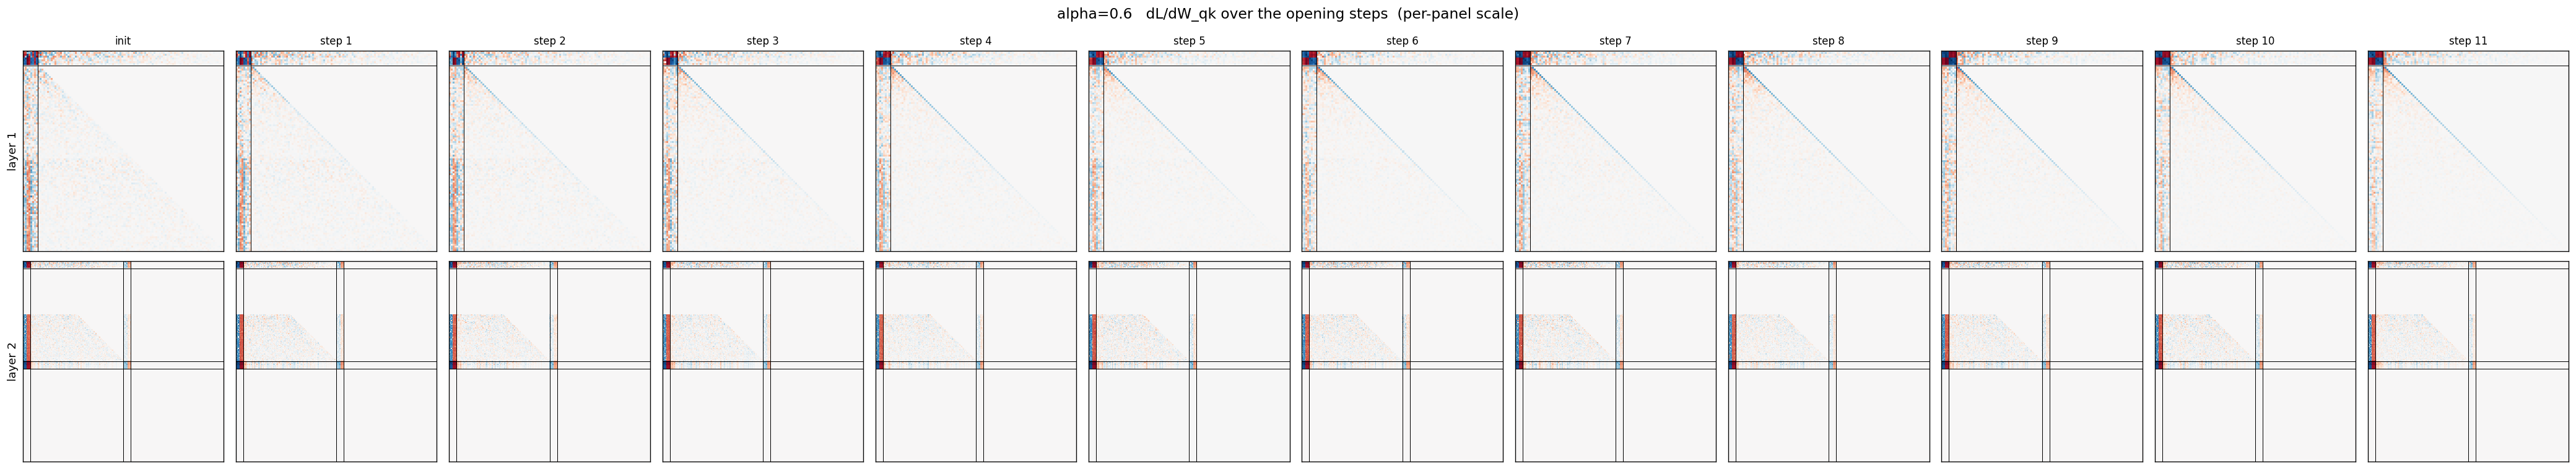 alpha=0.6   dL/dW_qk over the opening steps  (per-panel scale)
init
step 1
step 2
step 3
step 4
step 5
step 6
step 7
step 8
step 9
step 10
step 11
layer 1
layer 2